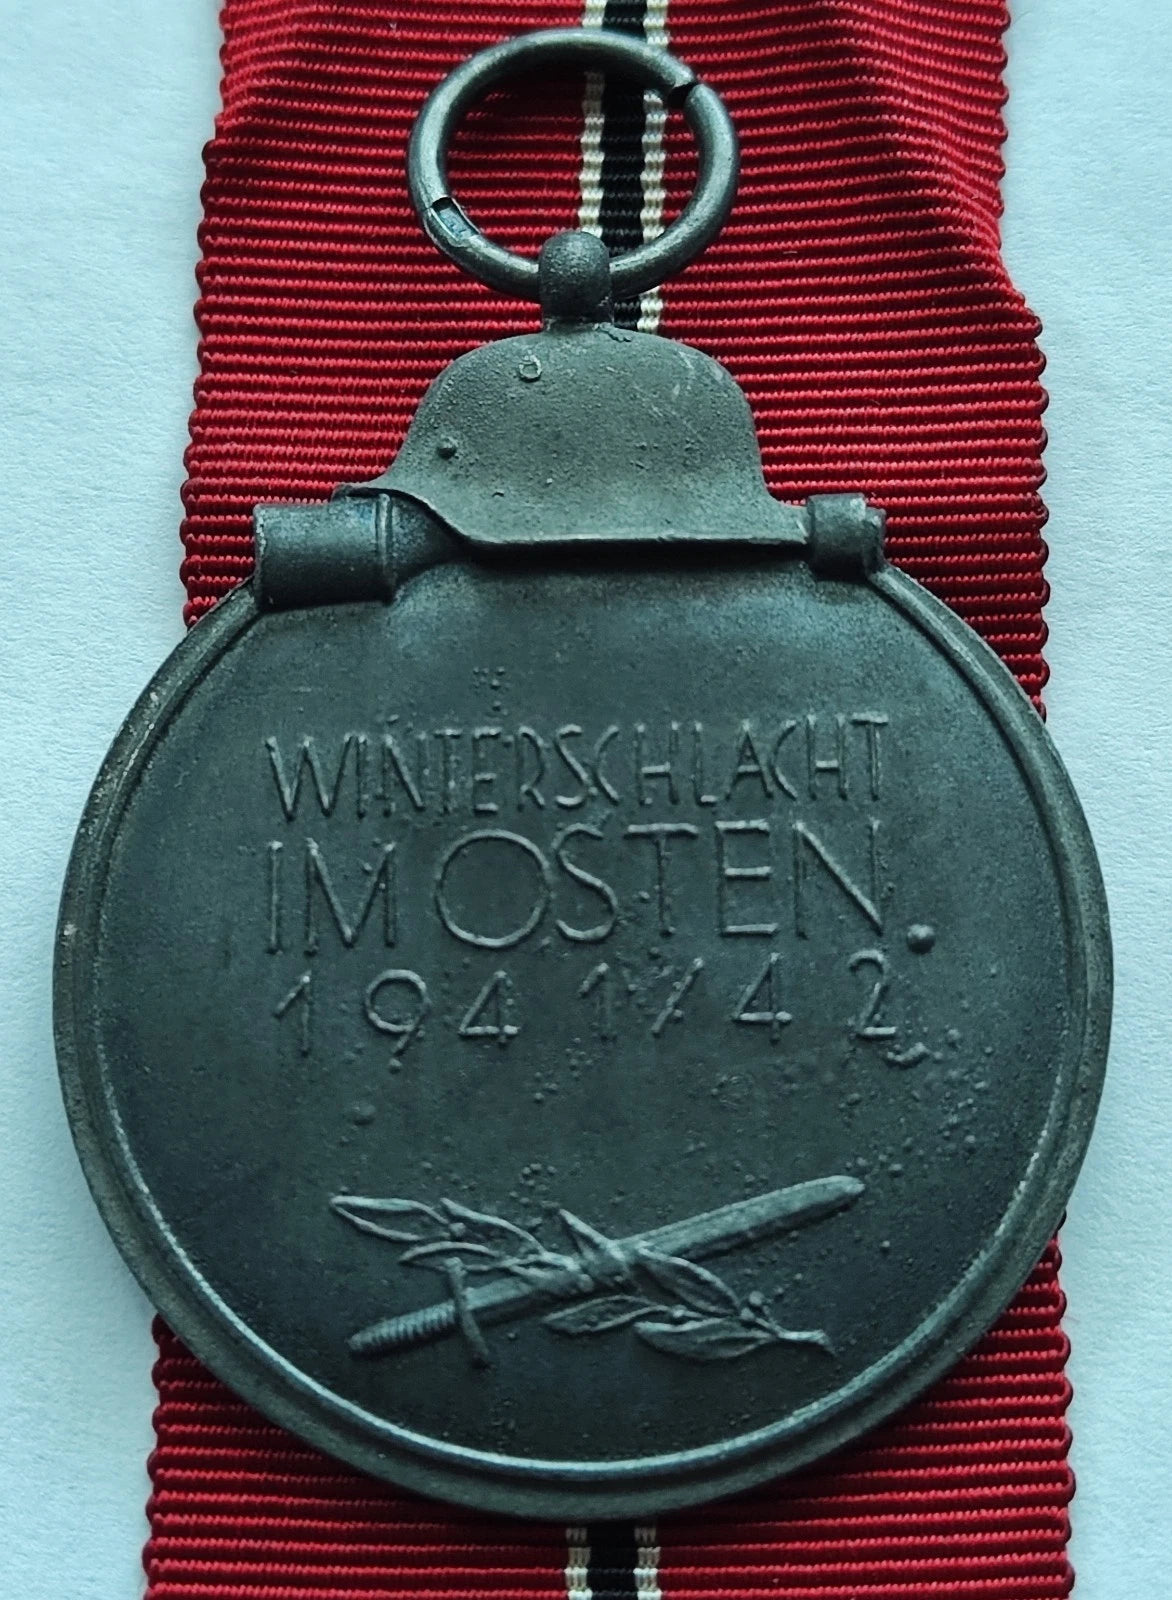 WINTERSCHLACHT
IM OSTEN
1941/42